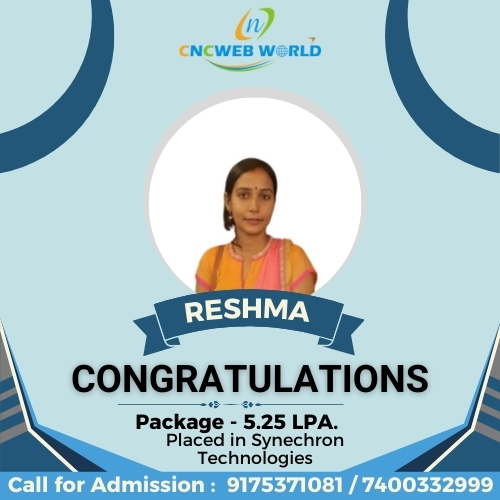 n
CNCWEB WORLD
RESHMA
CONGRATULATIONS
Package - 5.25 LPA.
Placed in Synechron
Technologies
Call for Admission : 9175371081 / 7400332999